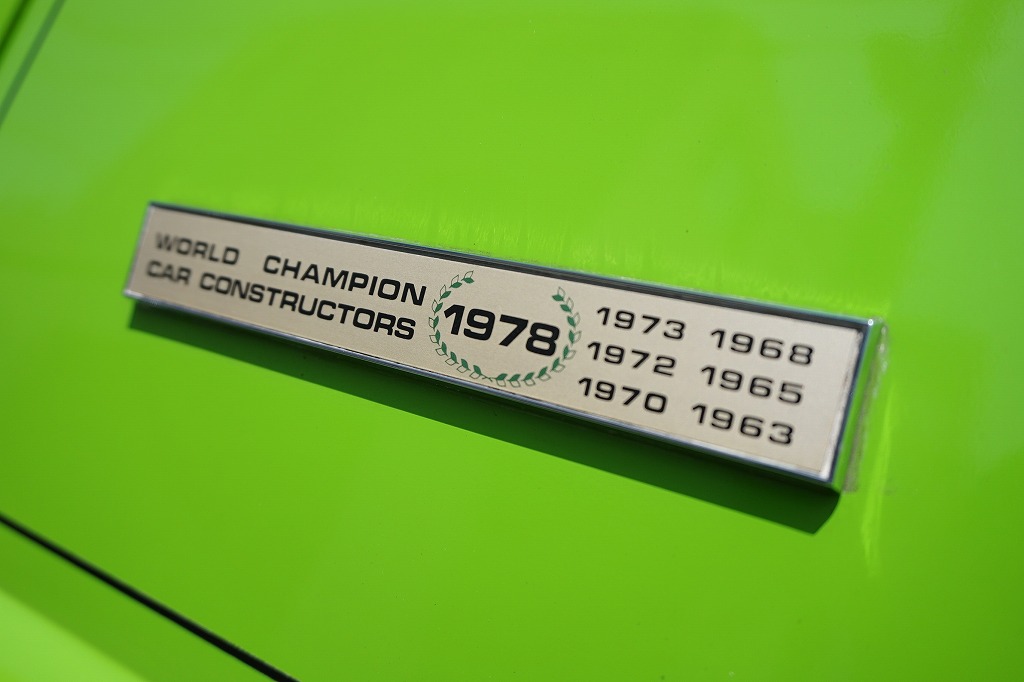 WORLD CHAMPION
CAR CONSTRUCTORS
1978
1973 1968
1972 1965
1970 1963